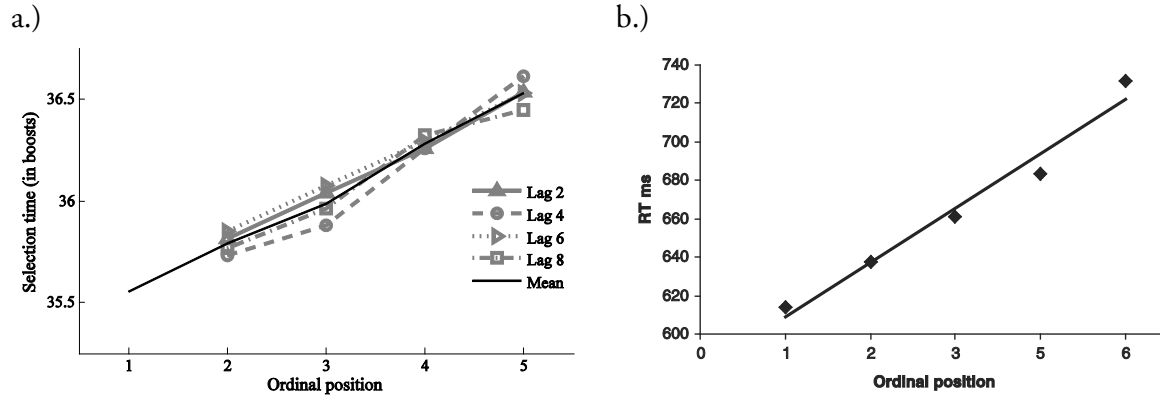 a.)
36.5
36
35.5
Selection time (in boosts)
Lag 2
Lag 4
Lag 6
Lag 8
Mean
1 2 3 4 5
Ordinal position
b.)
740
720
700
680
660
640
620
600
RT ms
0 1 2 3 5 6
Ordinal position